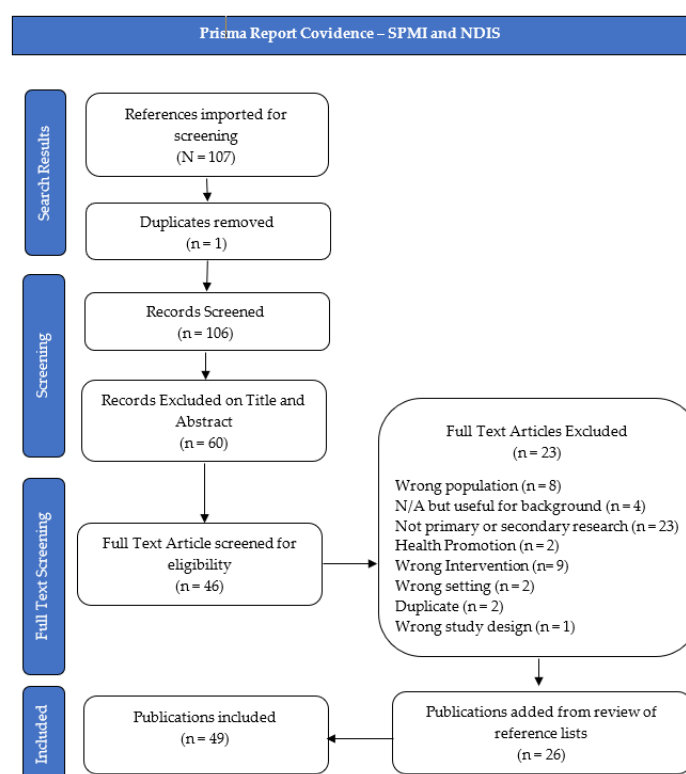 Prisma Report Covidence – SPMI and NDIS
Search Results
References imported for
screening
(N = 107)
Duplicates removed
(n = 1)
Screening
Records Screened
(n = 106)
Records Excluded on Title and
Abstract
(n = 60)
Full Text Screening
Full Text Article screened for
eligibility
(n = 46)
Full Text Articles Excluded
(n = 23)
Wrong population (n = 8)
N/A but useful for background (n = 4)
Not primary or secondary research (n = 23)
Health Promotion (n = 2)
Wrong Intervention (n = 9)
Wrong setting (n = 2)
Duplicate (n = 2)
Wrong study design (n = 1)
Included
Publications included
(n = 49)
Publications added from review of
reference lists
(n = 26)